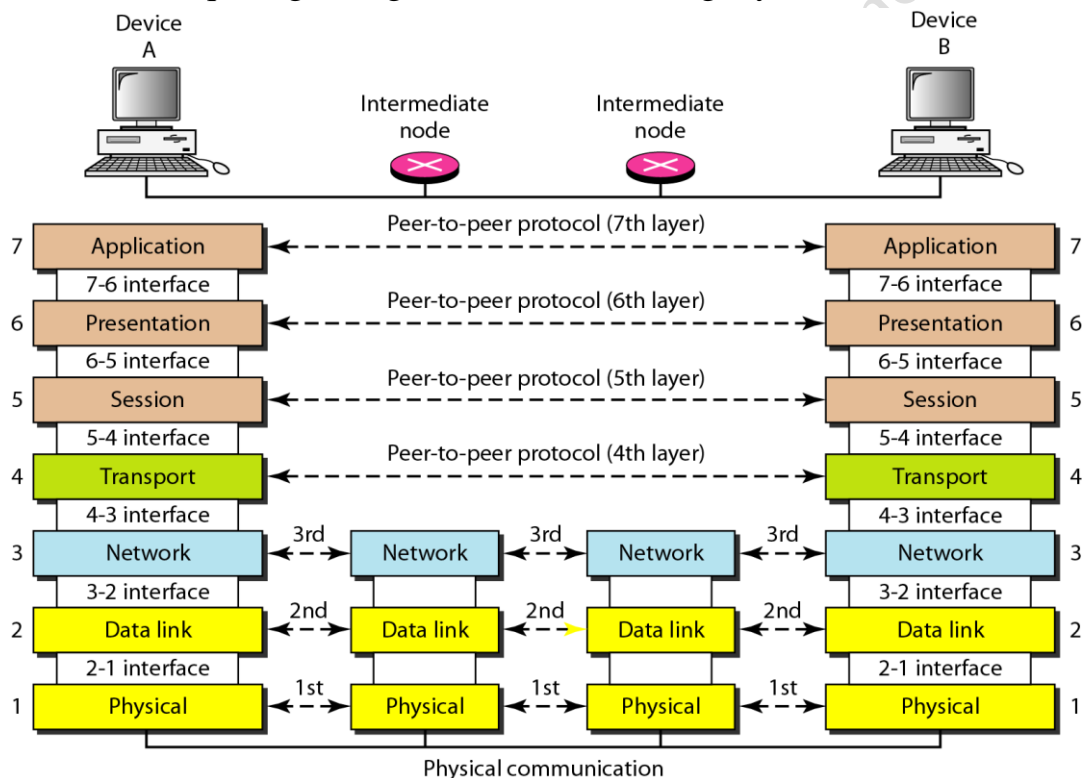 Device
A
Device
B
Intermediate
node
Intermediate
node
Peer-to-peer protocol (7th layer)
7 Application Application 7
7-6 interface 7-6 interface
Peer-to-peer protocol (6th layer)
6 Presentation Presentation 6
6-5 interface 6-5 interface
Peer-to-peer protocol (5th layer)
5 Session Session 5
5-4 interface 5-4 interface
Peer-to-peer protocol (4th layer)
4 Transport Transport 4
4-3 interface 4-3 interface
3rd 3rd 3rd
3 Network Network Network Network 3
3-2 interface 3-2 interface
2nd 2nd 2nd
2 Data link Data link Data link Data link 2
2-1 interface 2-1 interface
1st 1st 1st
1 Physical Physical Physical Physical 1
Physical communication